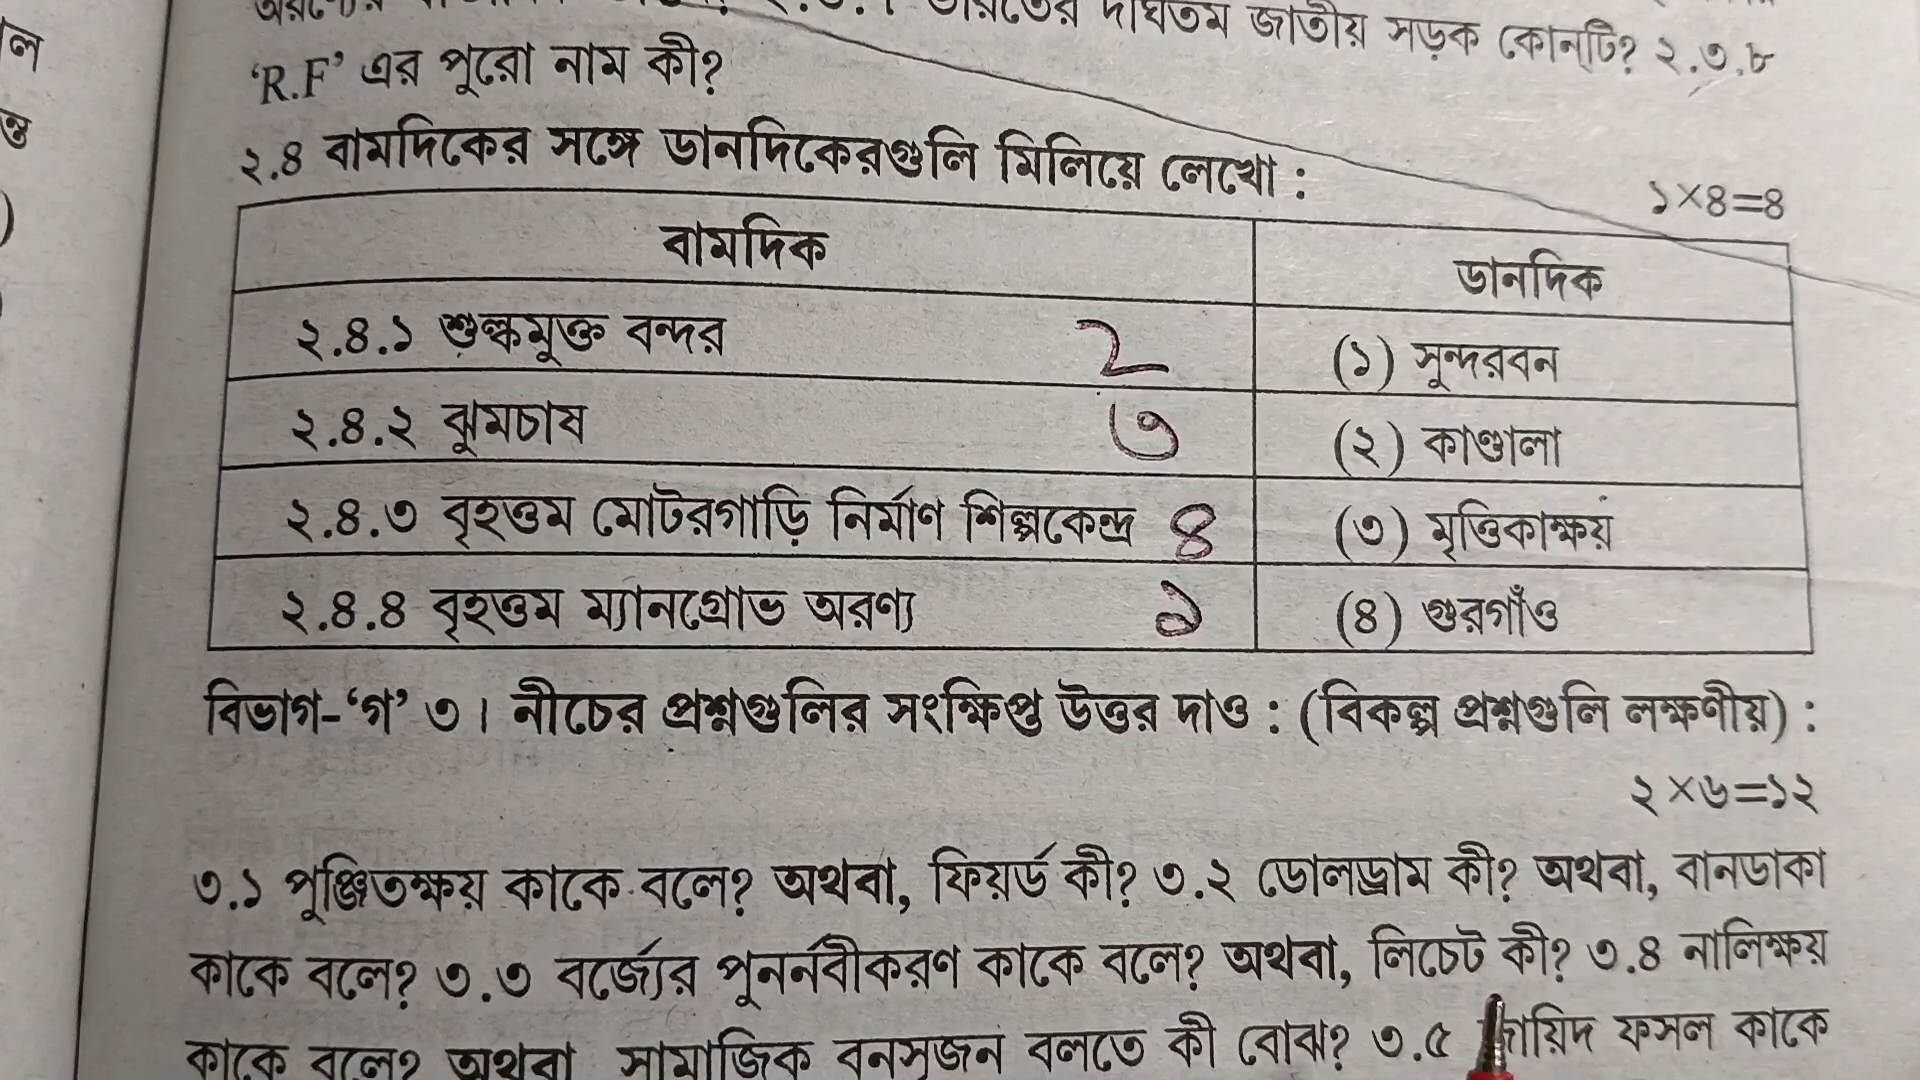 ভারতের দীর্ঘতম জাতীয় সড়ক কোন্‌টি? ২.৩.৮
‘R.F’ এর পুরো নাম কী?
২.৪ বামদিকের সঙ্গে ডানদিকেরগুলি মিলিয়ে লেখো :
১×৪=৪
বামদিক ডানদিক
২.৪.১ শুল্কমুক্ত বন্দর 2 (১) সুন্দরবন
২.৪.২ ঝুমচাষ ৩ (২) কাণ্ডালা
২.৪.৩ বৃহত্তম মোটরগাড়ি নির্মাণ শিল্পকেন্দ্র ৪ (৩) মৃত্তিকাক্ষয়
২.৪.৪ বৃহত্তম ম্যানগ্রোভ অরণ্য ১ (৪) গুরগাঁও
বিভাগ-‘গ’ ৩। নীচের প্রশ্নগুলির সংক্ষিপ্ত উত্তর দাও : (বিকল্প প্রশ্নগুলি লক্ষণীয়) :
২×৬=১২
৩.১ পুঞ্জিতক্ষয় কাকে বলে? অথবা, ফিয়র্ড কী? ৩.২ ডোলড্রাম কী? অথবা, বানডাকা
কাকে বলে? ৩.৩ বর্জ্যের পুনর্নবীকরণ কাকে বলে? অথবা, লিচেট কী? ৩.৪ নালিক্ষয়
কাকে বলে? অথবা সামাজিক বনসৃজন বলতে কী বোঝ? ৩.৫ জায়িদ ফসল কাকে